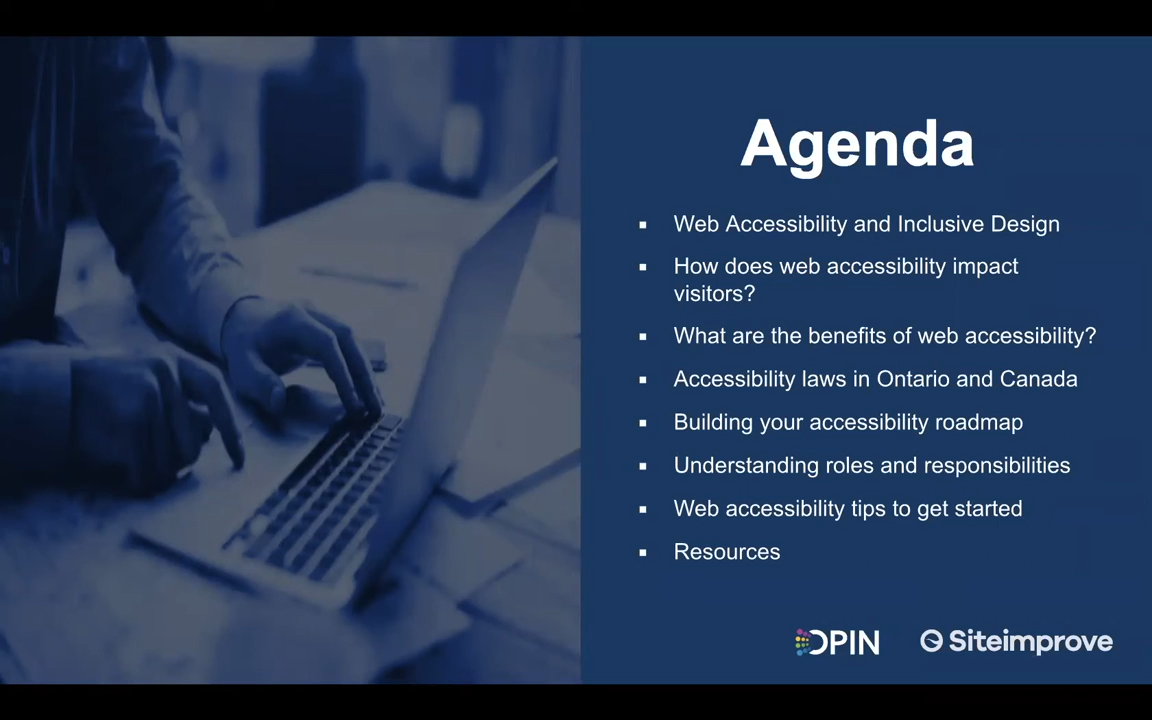 Agenda
▪ Web Accessibility and Inclusive Design
▪ How does web accessibility impact
visitors?
▪ What are the benefits of web accessibility?
▪ Accessibility laws in Ontario and Canada
▪ Building your accessibility roadmap
▪ Understanding roles and responsibilities
▪ Web accessibility tips to get started
▪ Resources
OPIN Siteimprove